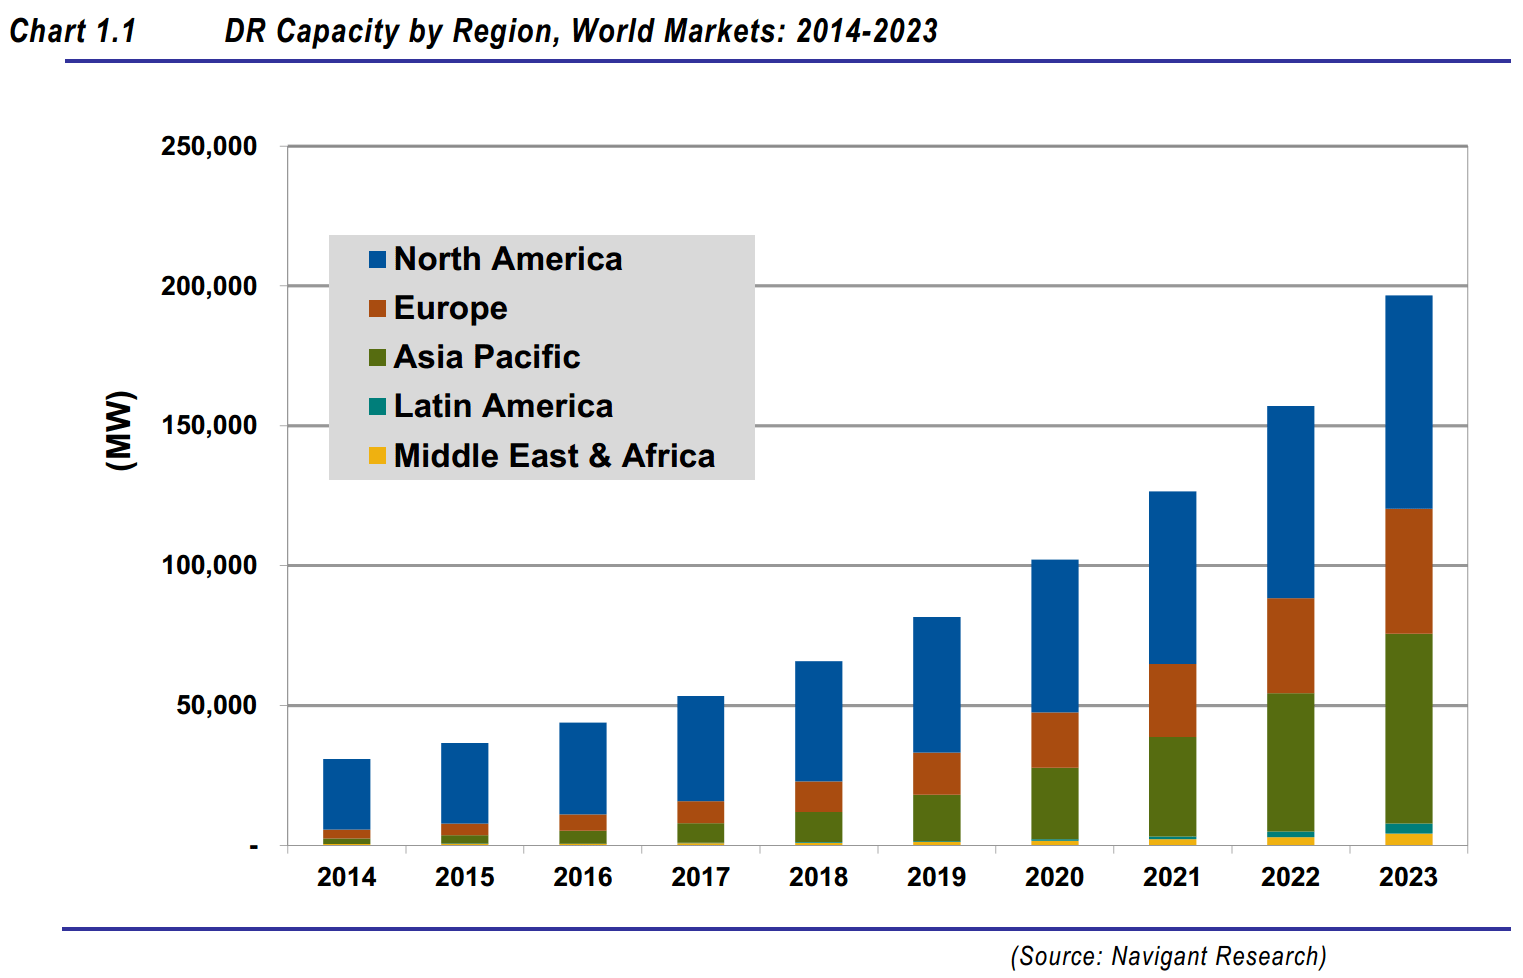 Chart 1.1 DR Capacity by Region, World Markets: 2014-2023
250,000
200,000
150,000
100,000
50,000
-
(MW)
North America
Europe
Asia Pacific
Latin America
Middle East & Africa
2014 2015 2016 2017 2018 2019 2020 2021 2022 2023
(Source: Navigant Research)